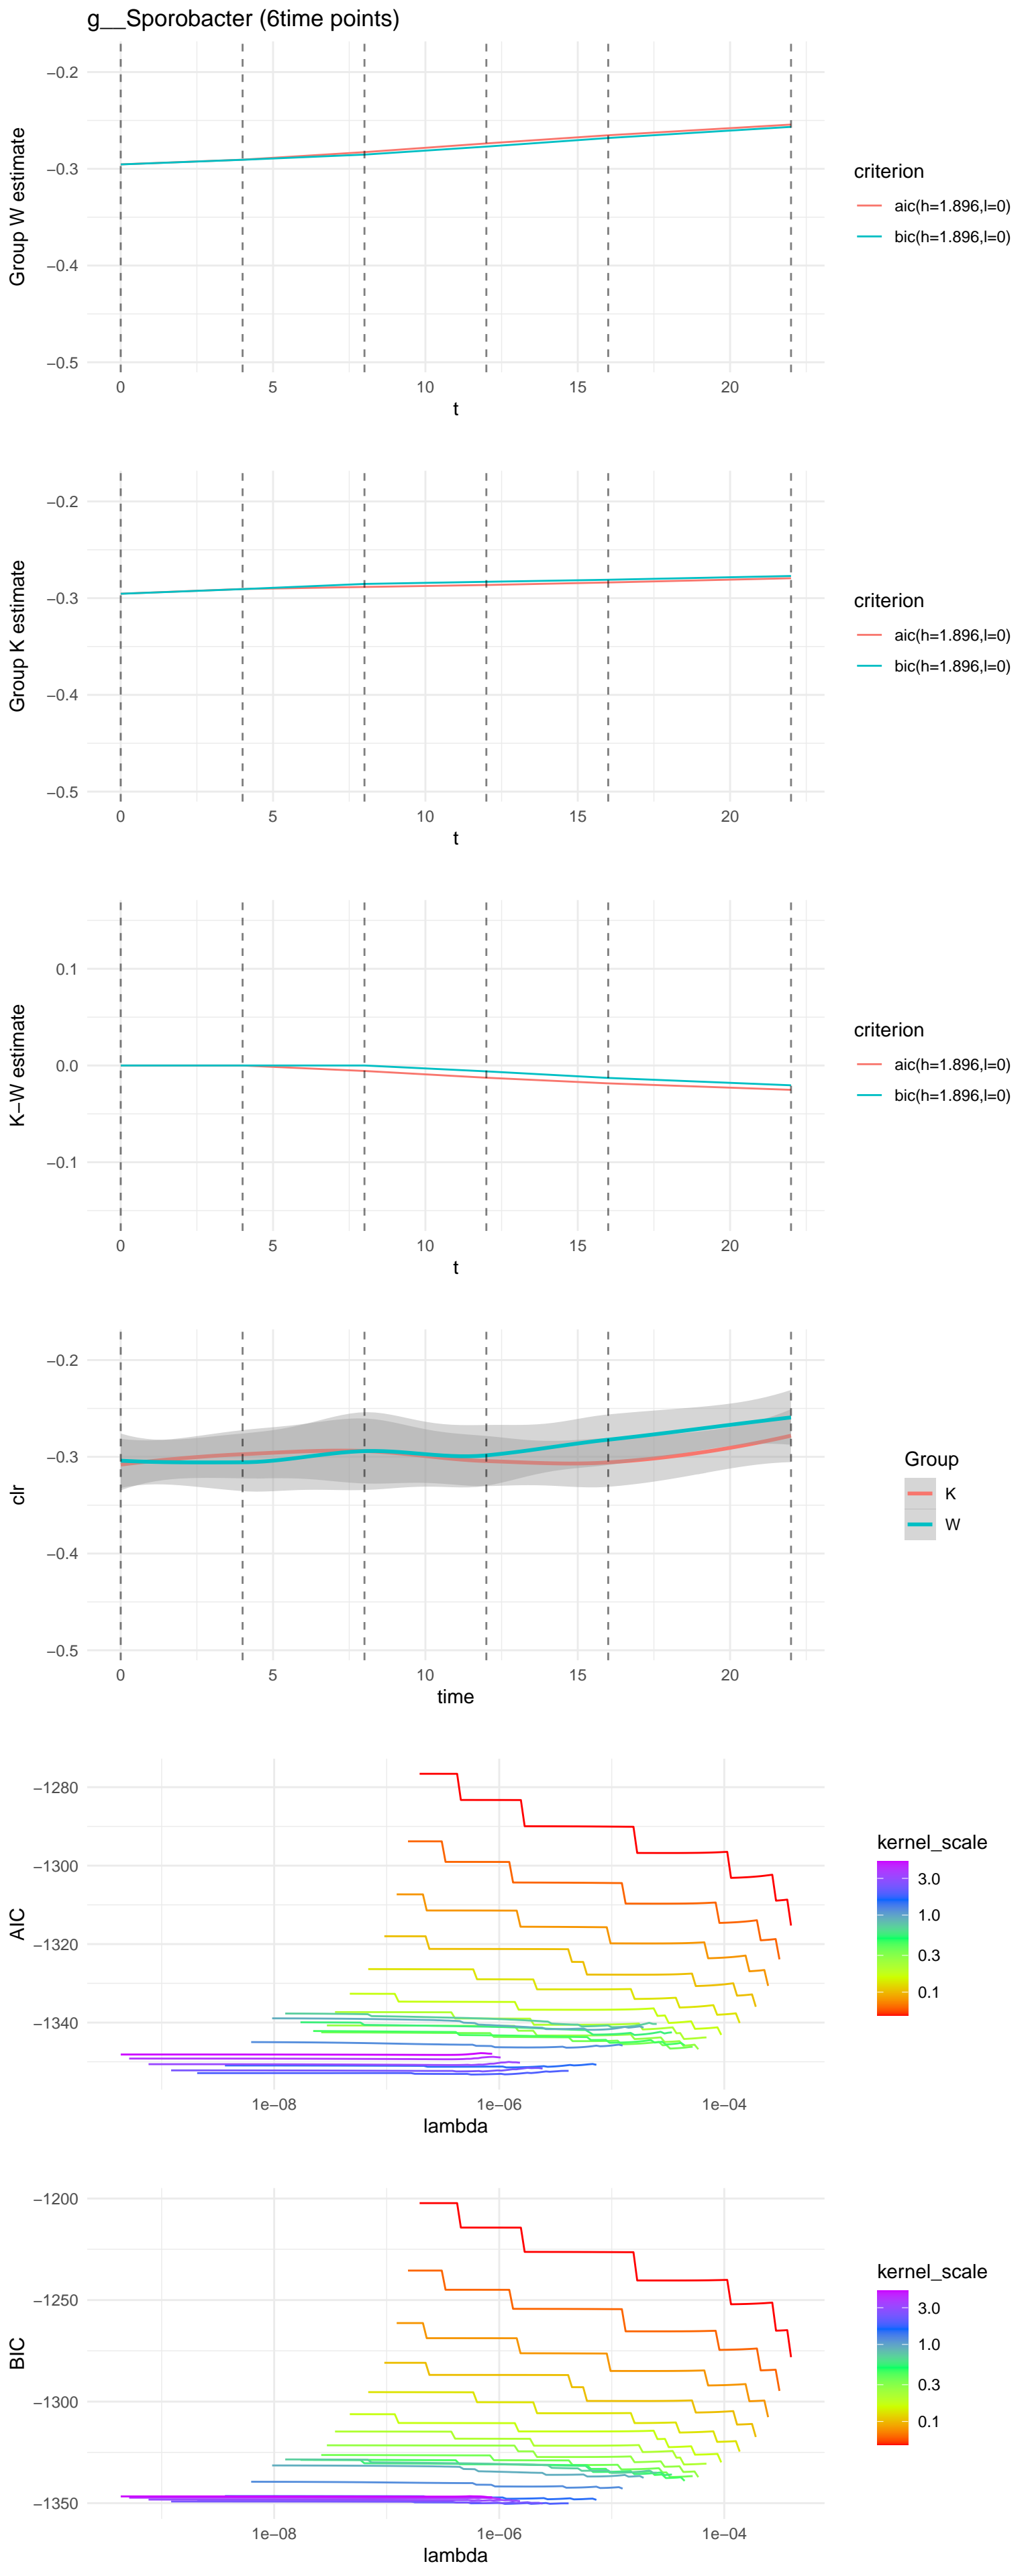 g__Sporobacter (6time points)
−0.2
−0.3
−0.4
−0.5
Group W estimate
0 5 10 15 20
t
criterion
aic(h=1.896,l=0)
bic(h=1.896,l=0)
−0.2
−0.3
−0.4
−0.5
Group K estimate
0 5 10 15 20
t
criterion
aic(h=1.896,l=0)
bic(h=1.896,l=0)
0.1
0.0
−0.1
K−W estimate
0 5 10 15 20
t
criterion
aic(h=1.896,l=0)
bic(h=1.896,l=0)
−0.2
−0.3
−0.4
−0.5
clr
0 5 10 15 20
time
Group
K
W
−1280
−1300
−1320
−1340
AIC
1e−08 1e−06 1e−04
lambda
kernel_scale
3.0
1.0
0.3
0.1
−1200
−1250
−1300
−1350
BIC
1e−08 1e−06 1e−04
lambda
kernel_scale
3.0
1.0
0.3
0.1